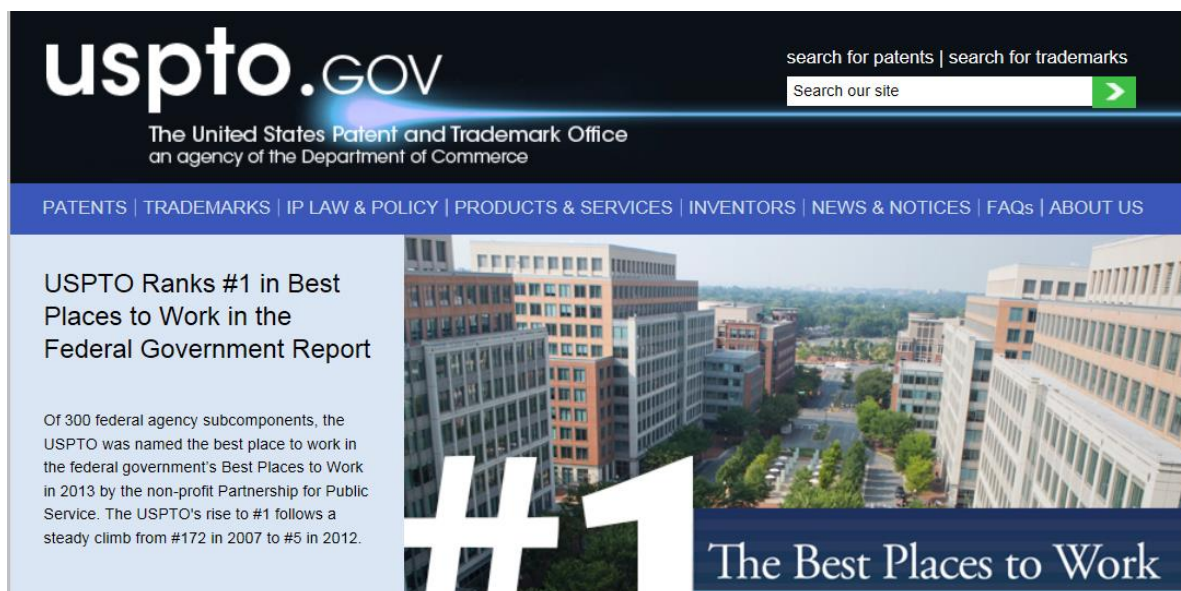 uspto.GOV
The United States Patent and Trademark Office
an agency of the Department of Commerce
search for patents | search for trademarks
Search our site
PATENTS | TRADEMARKS | IP LAW & POLICY | PRODUCTS & SERVICES | INVENTORS | NEWS & NOTICES | FAQs | ABOUT US
USPTO Ranks #1 in Best
Places to Work in the
Federal Government Report
Of 300 federal agency subcomponents, the
USPTO was named the best place to work in
the federal government's Best Places to Work
in 2013 by the non-profit Partnership for Public
Service. The USPTO's rise to #1 follows a
steady climb from #172 in 2007 to #5 in 2012.
#1
The Best Places to Work